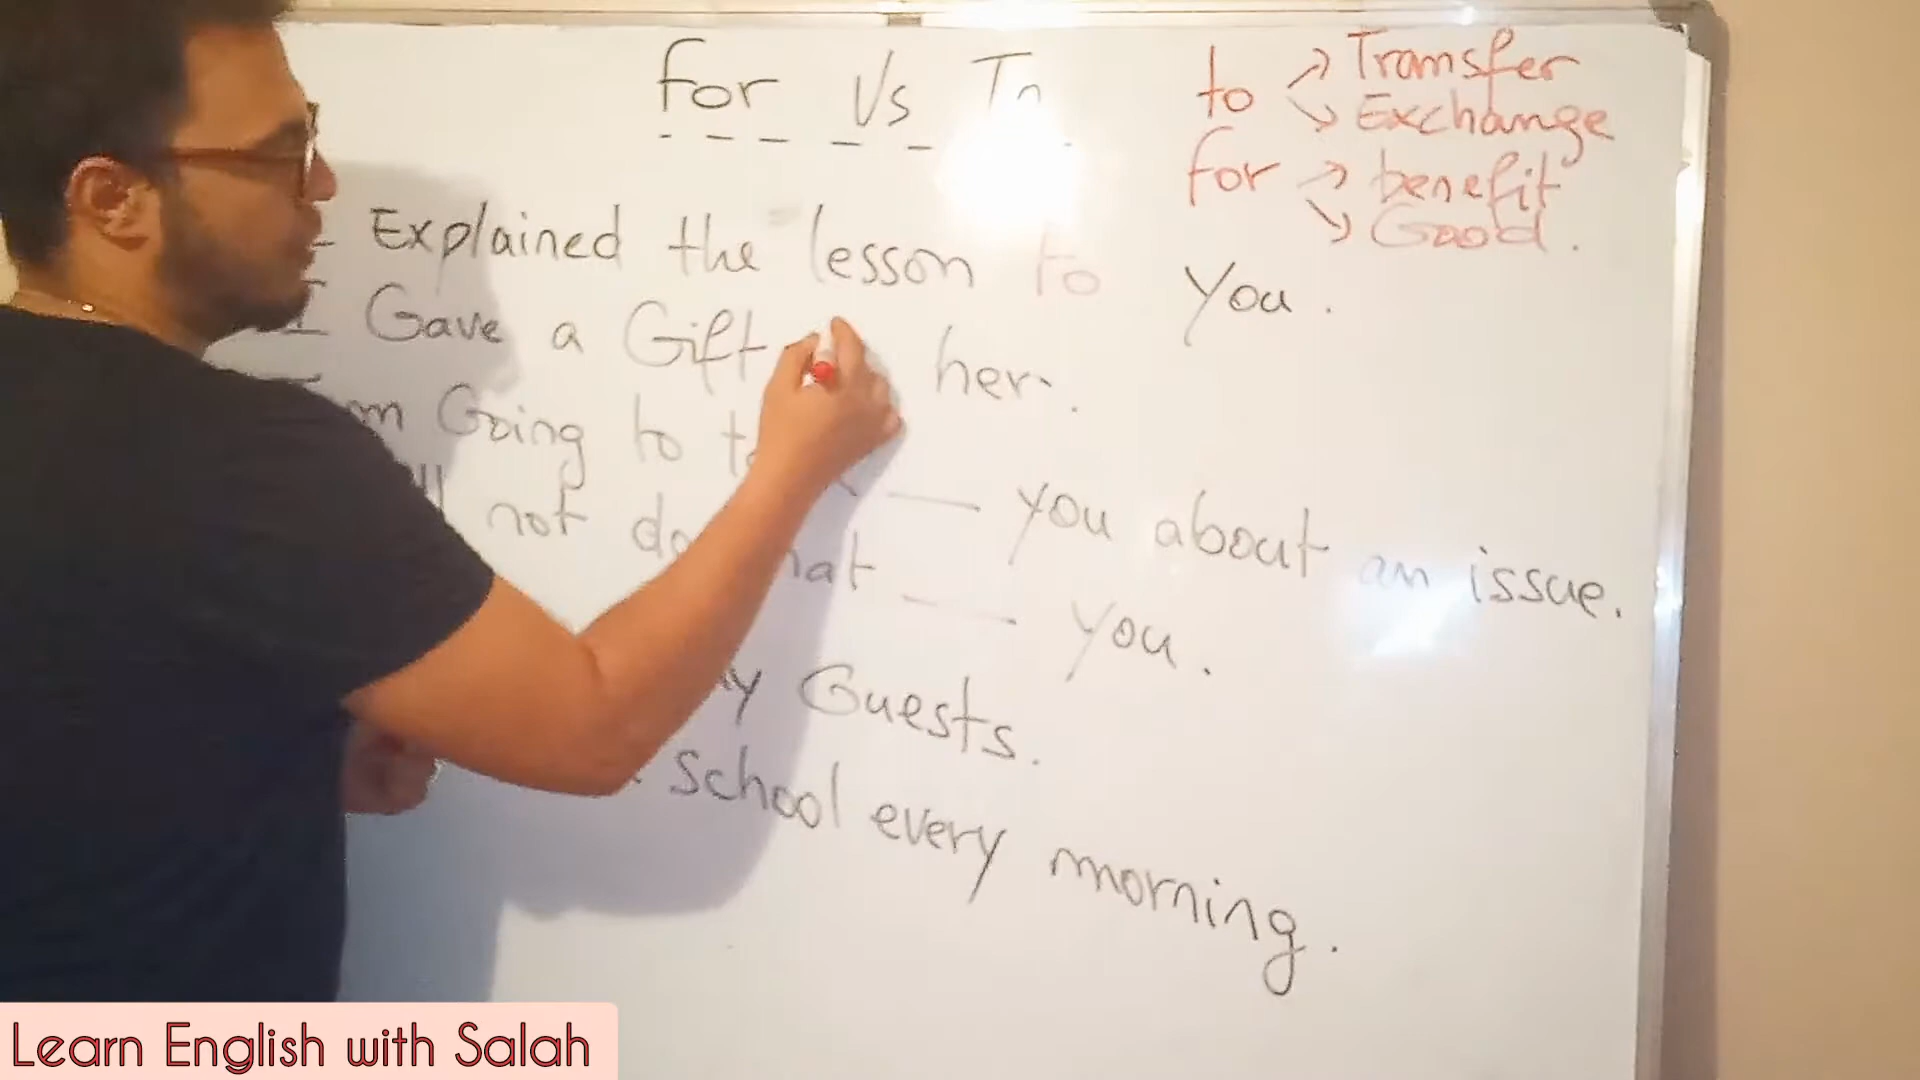 For Vs To
to → Transfer
↘ Exchange
for → benefit
↘ Good.
I Explained the lesson to you.
I Gave a Gift her.
Going to you about an issue.
not do you.
Guests.
School every morning.
Learn English with Salah